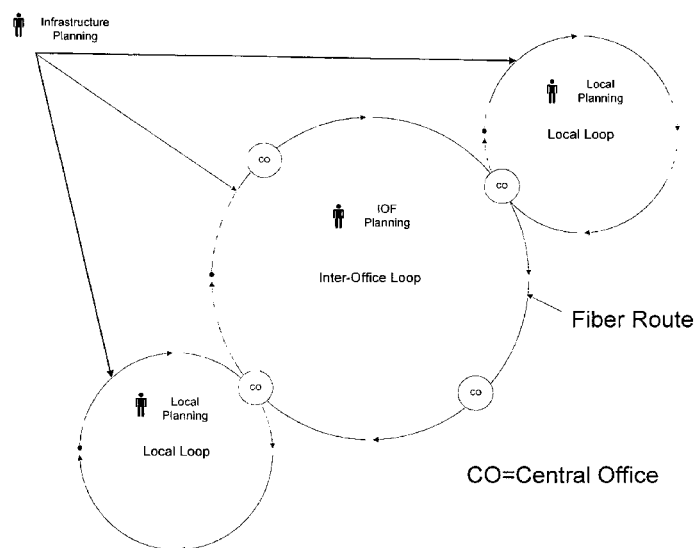 Infrastructure
Planning
Local
Planning
Local Loop
CO
CO
IOF
Planning
Inter-Office Loop
Fiber Route
CO
CO
Local
Planning
Local Loop
CO=Central Office